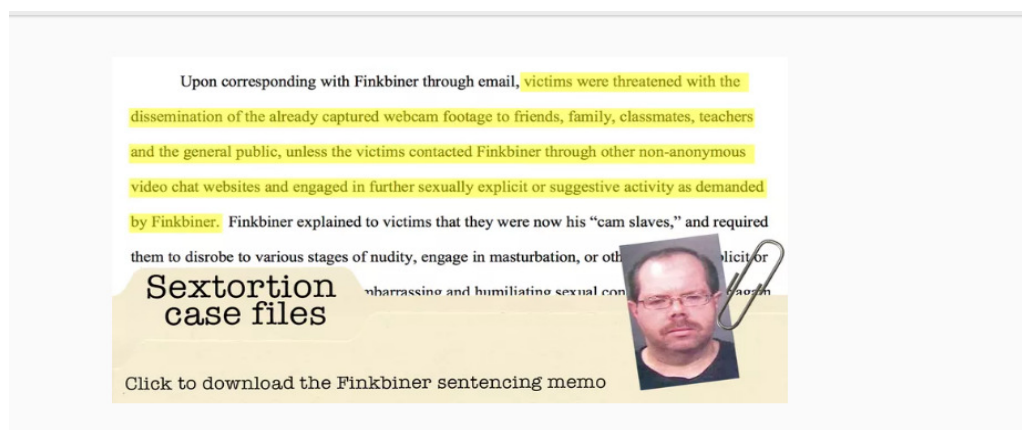 Upon corresponding with Finkbiner through email, victims were threatened with the
dissemination of the already captured webcam footage to friends, family, classmates, teachers
and the general public, unless the victims contacted Finkbiner through other non-anonymous
video chat websites and engaged in further sexually explicit or suggestive activity as demanded
by Finkbiner. Finkbiner explained to victims that they were now his “cam slaves,” and required
them to disrobe to various stages of nudity, engage in masturbation, or or
and humiliating sexual
Sextortion
case files
Click to download the Finkbiner sentencing memo